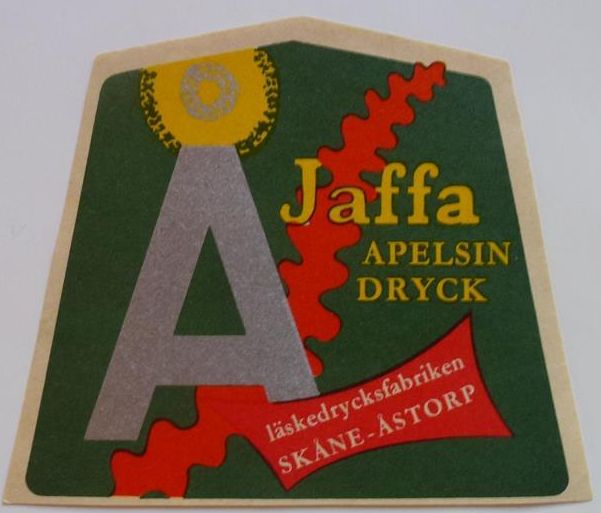 Å
Jaffa
APELSIN
DRYCK
läskedrycksfabriken
SKÅNE-ÅSTORP